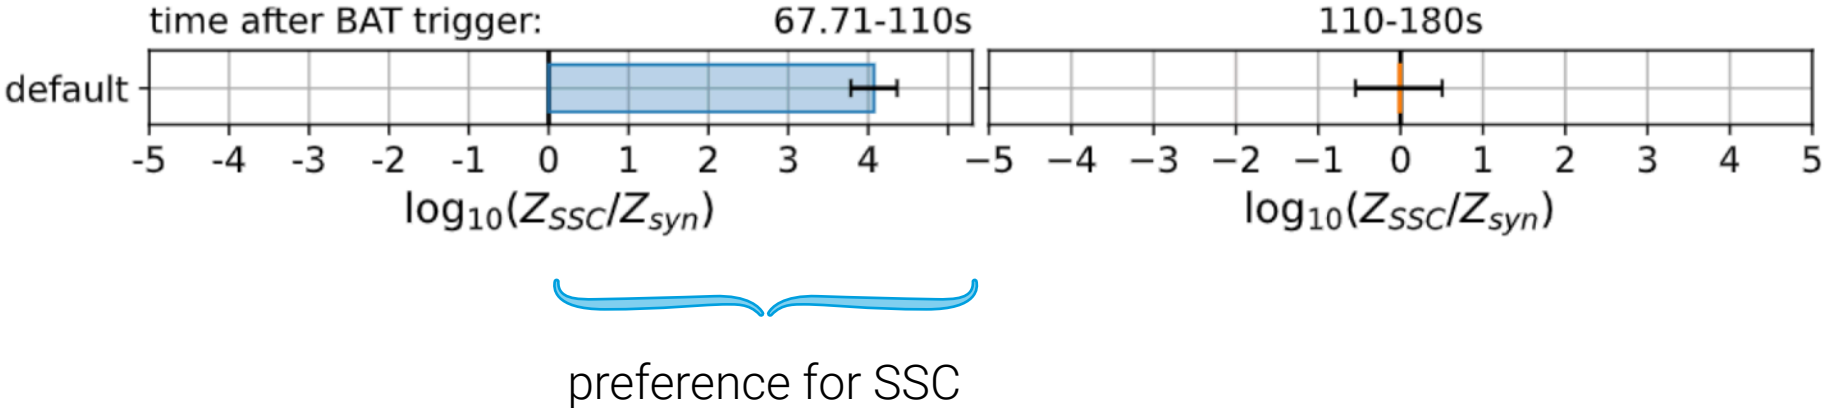 time after BAT trigger: 67.71-110s 110-180s
default
-5 -4 -3 -2 -1 0 1 2 3 4 −5 −4 −3 −2 −1 0 1 2 3 4 5
log10(ZSSC/Zsyn) log10(ZSSC/Zsyn)
preference for SSC